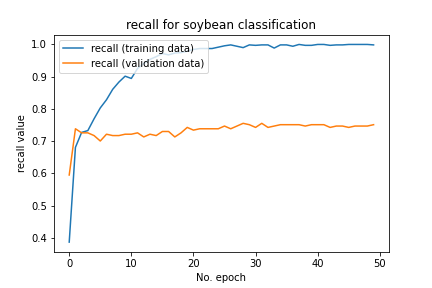 recall for soybean classification
1.0
0.9
0.8
0.7
0.6
0.5
0.4
recall value
recall (training data)
recall (validation data)
0
10
20
30
40
50
No. epoch